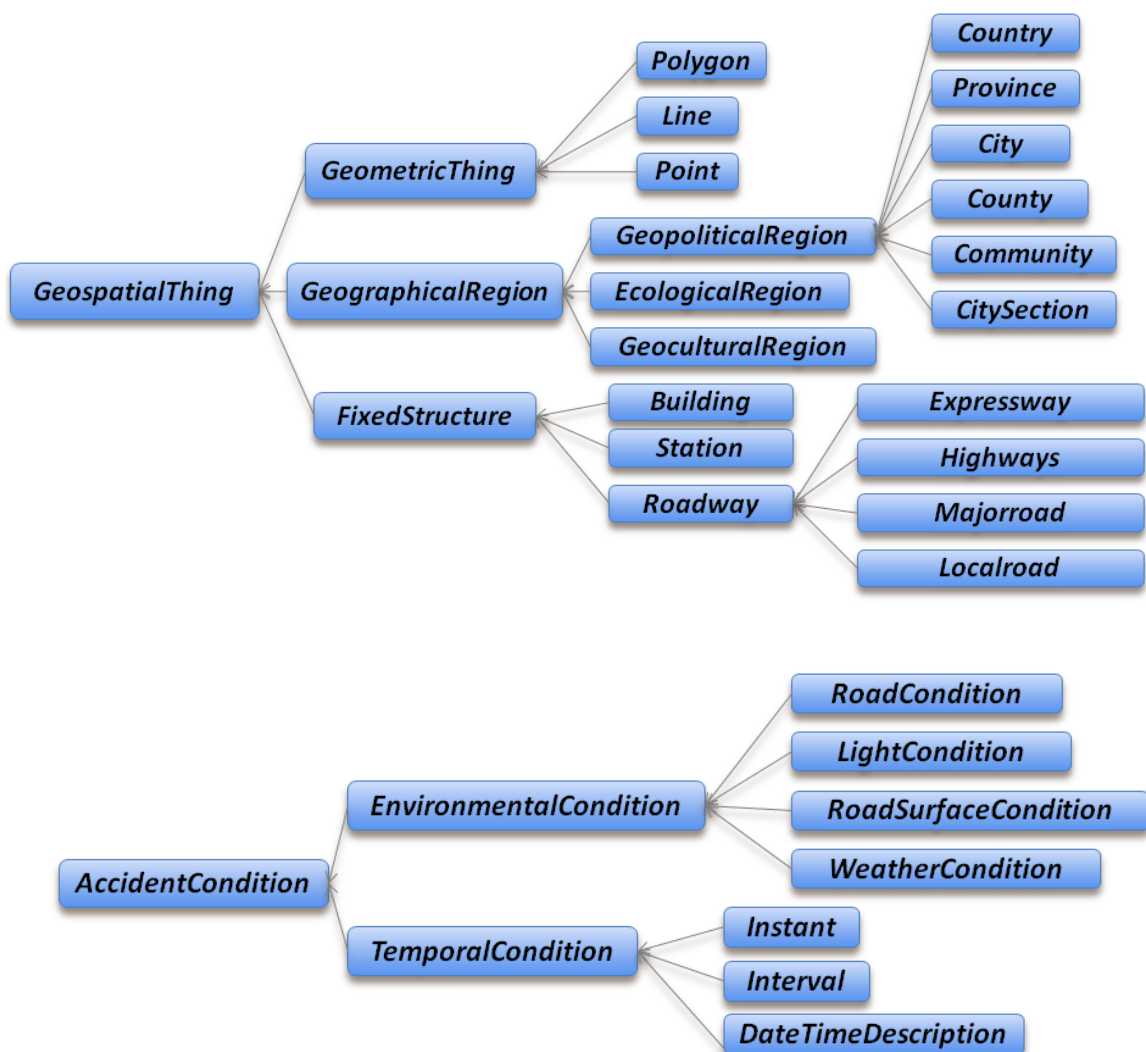 Country
Polygon
Province
Line
City
GeometricThing
Point
County
GeopoliticalRegion
Community
GeospatialThing
GeographicalRegion
EcologicalRegion
CitySection
GeoculturalRegion
FixedStructure
Building
Expressway
Station
Highways
Roadway
Majorroad
Localroad
RoadCondition
LightCondition
EnvironmentalCondition
RoadSurfaceCondition
WeatherCondition
AccidentCondition
Instant
TemporalCondition
Interval
DateTimeDescription